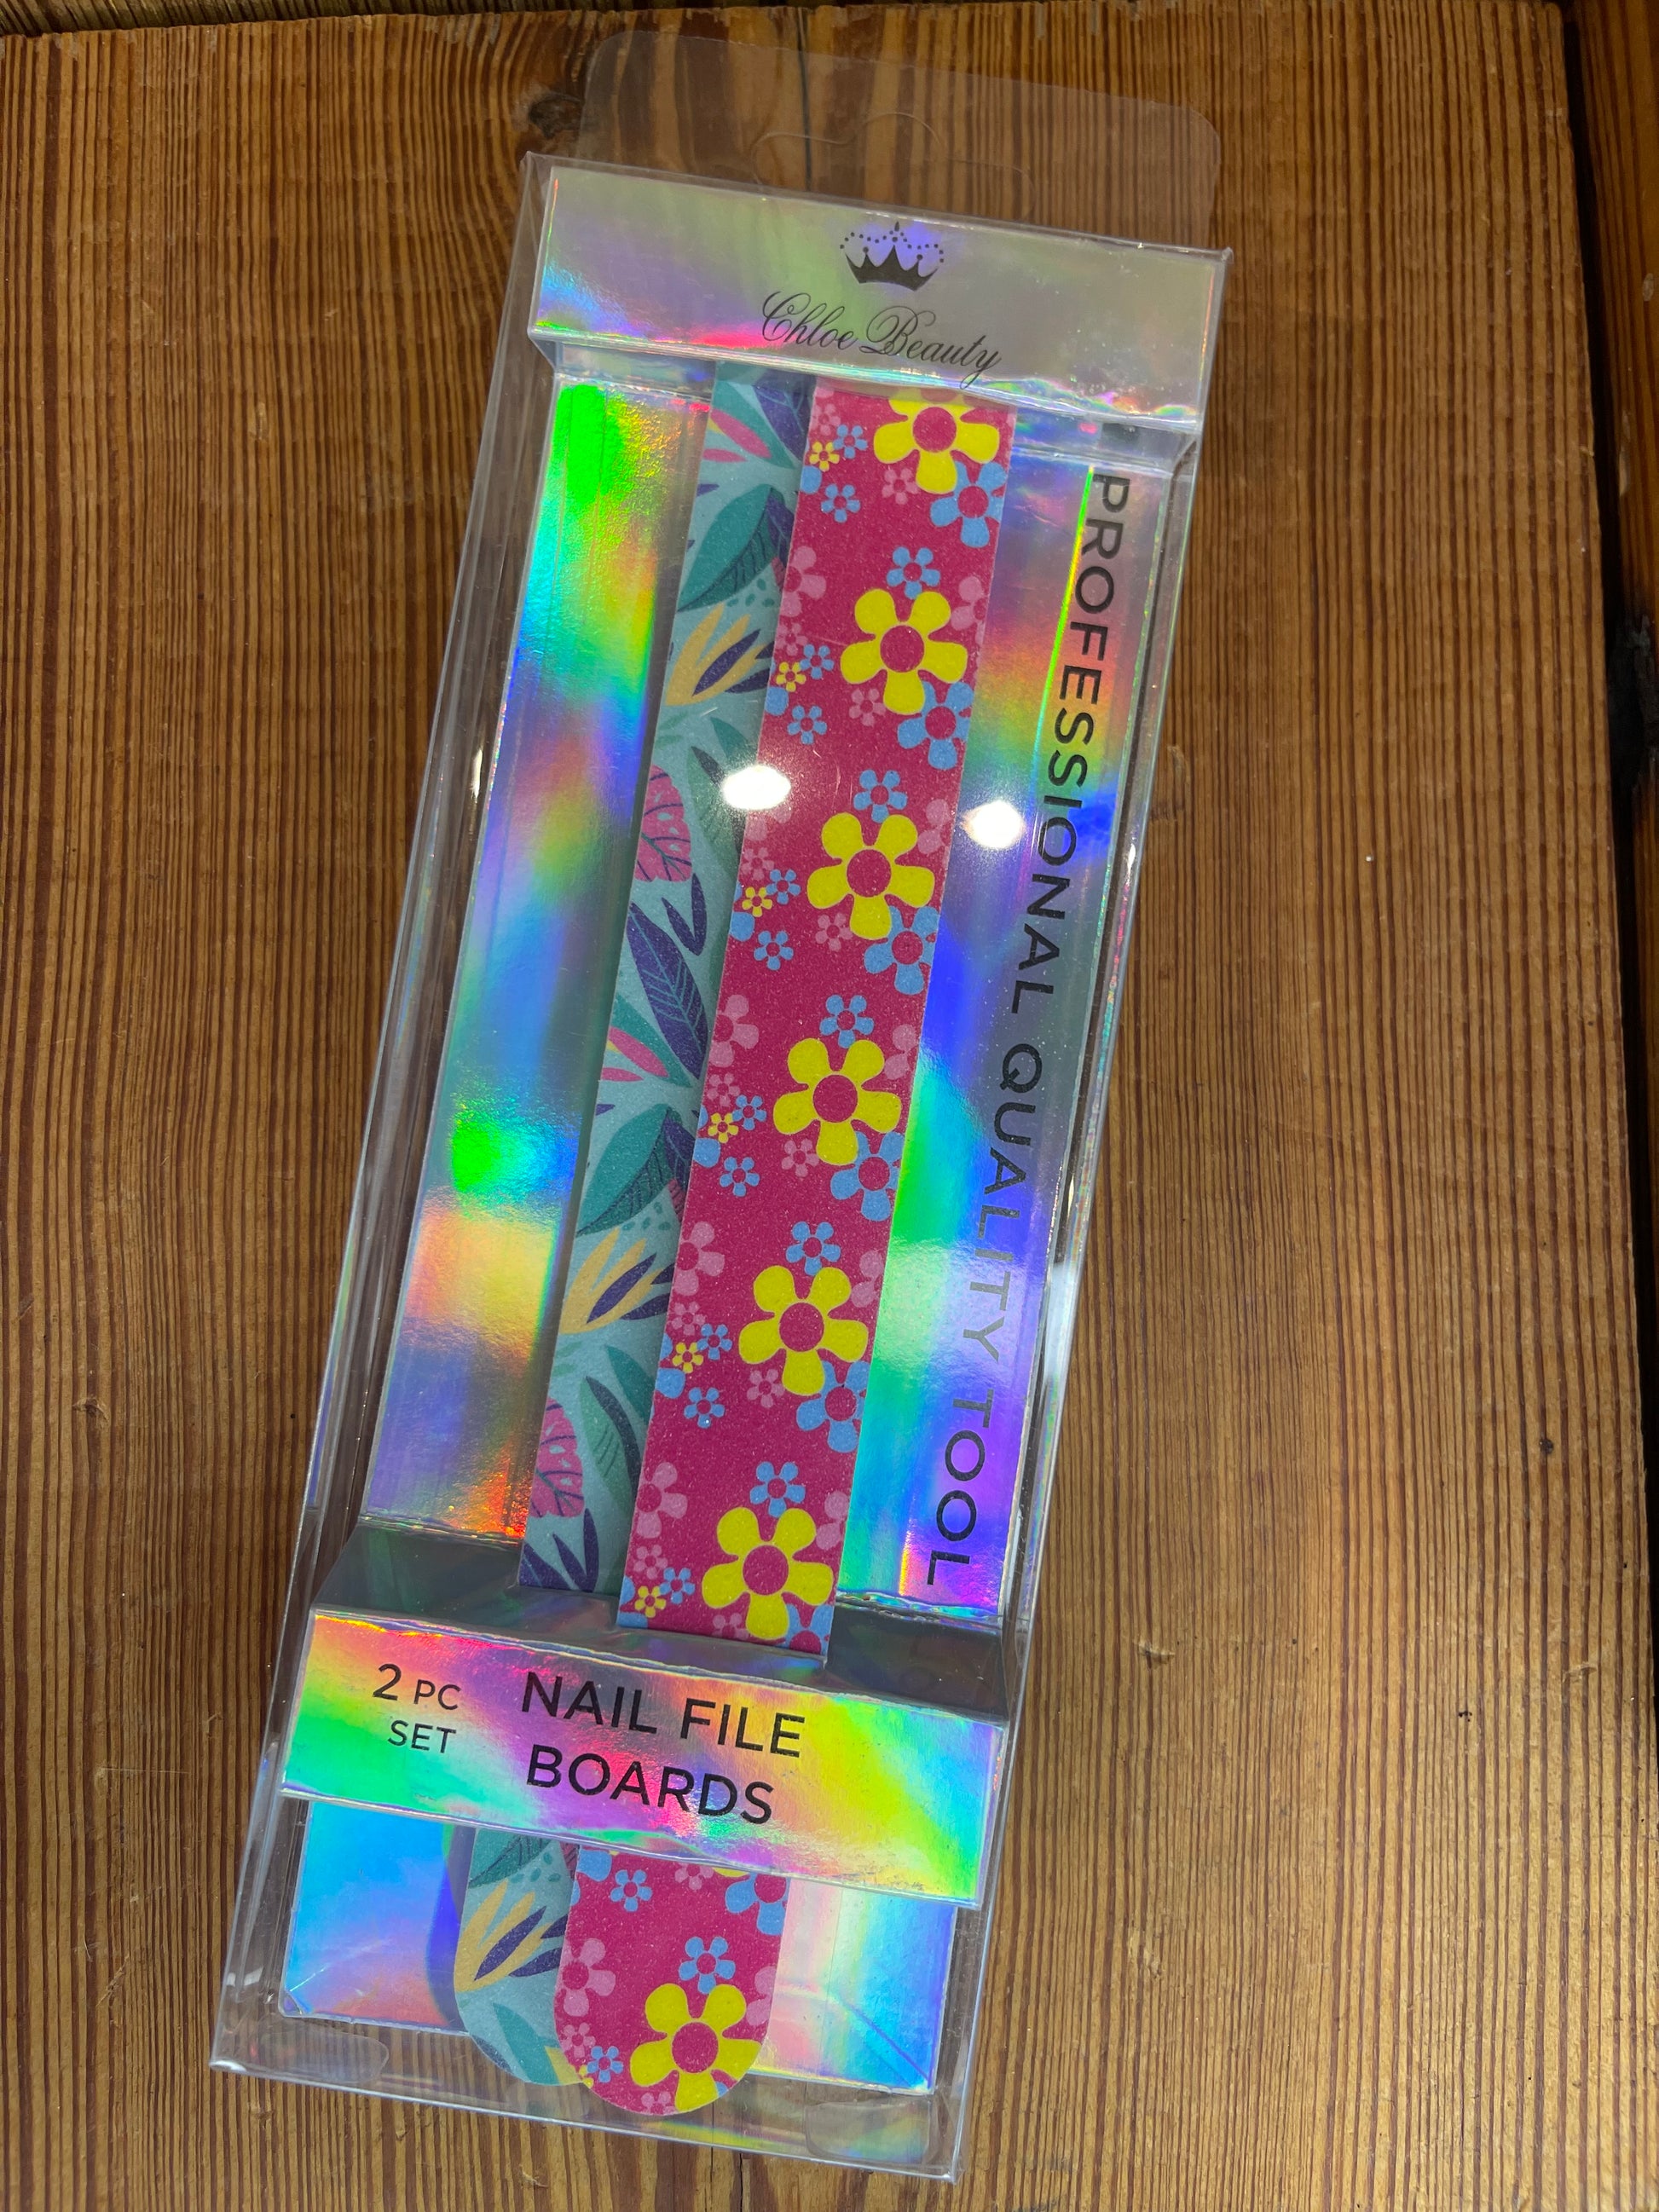 Chloe Beauty
PROFESSIONAL QUALITY TOOL
2 PC
SET
NAIL FILE
BOARDS